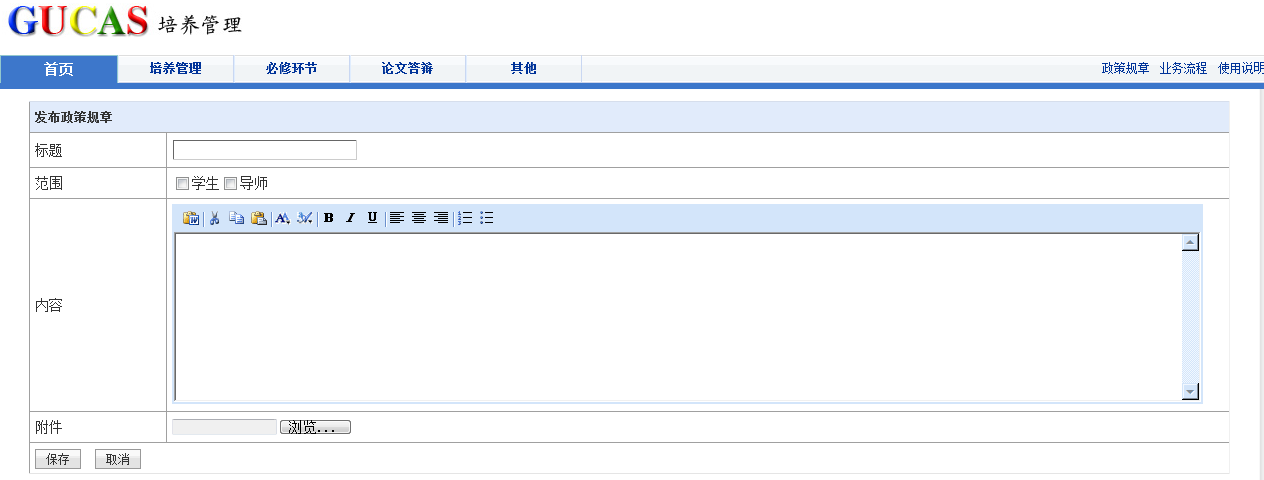 GUCAS 培养管理
首页 培养管理 必修环节 论文答辩 其他 政策规章 业务流程 使用说明
发布政策规章
标题
范围 学生 导师
B I U
内容
附件 浏览...
保存 取消